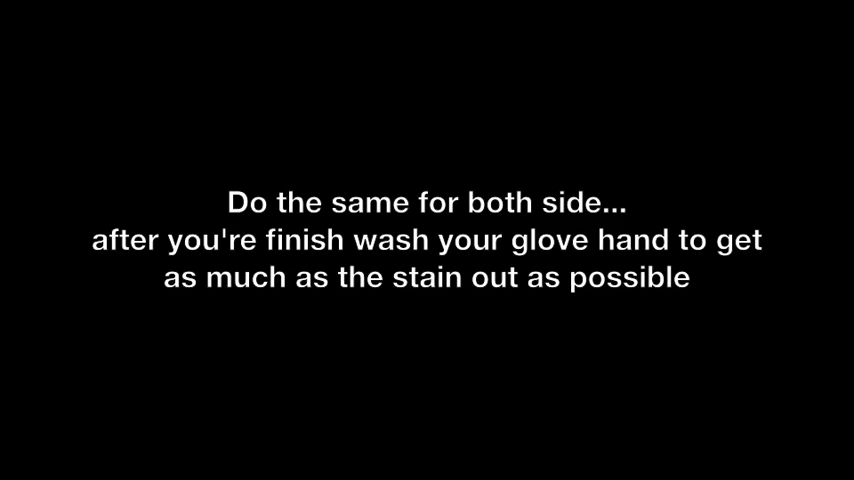 Do the same for both side...
after you're finish wash your glove hand to get
as much as the stain out as possible